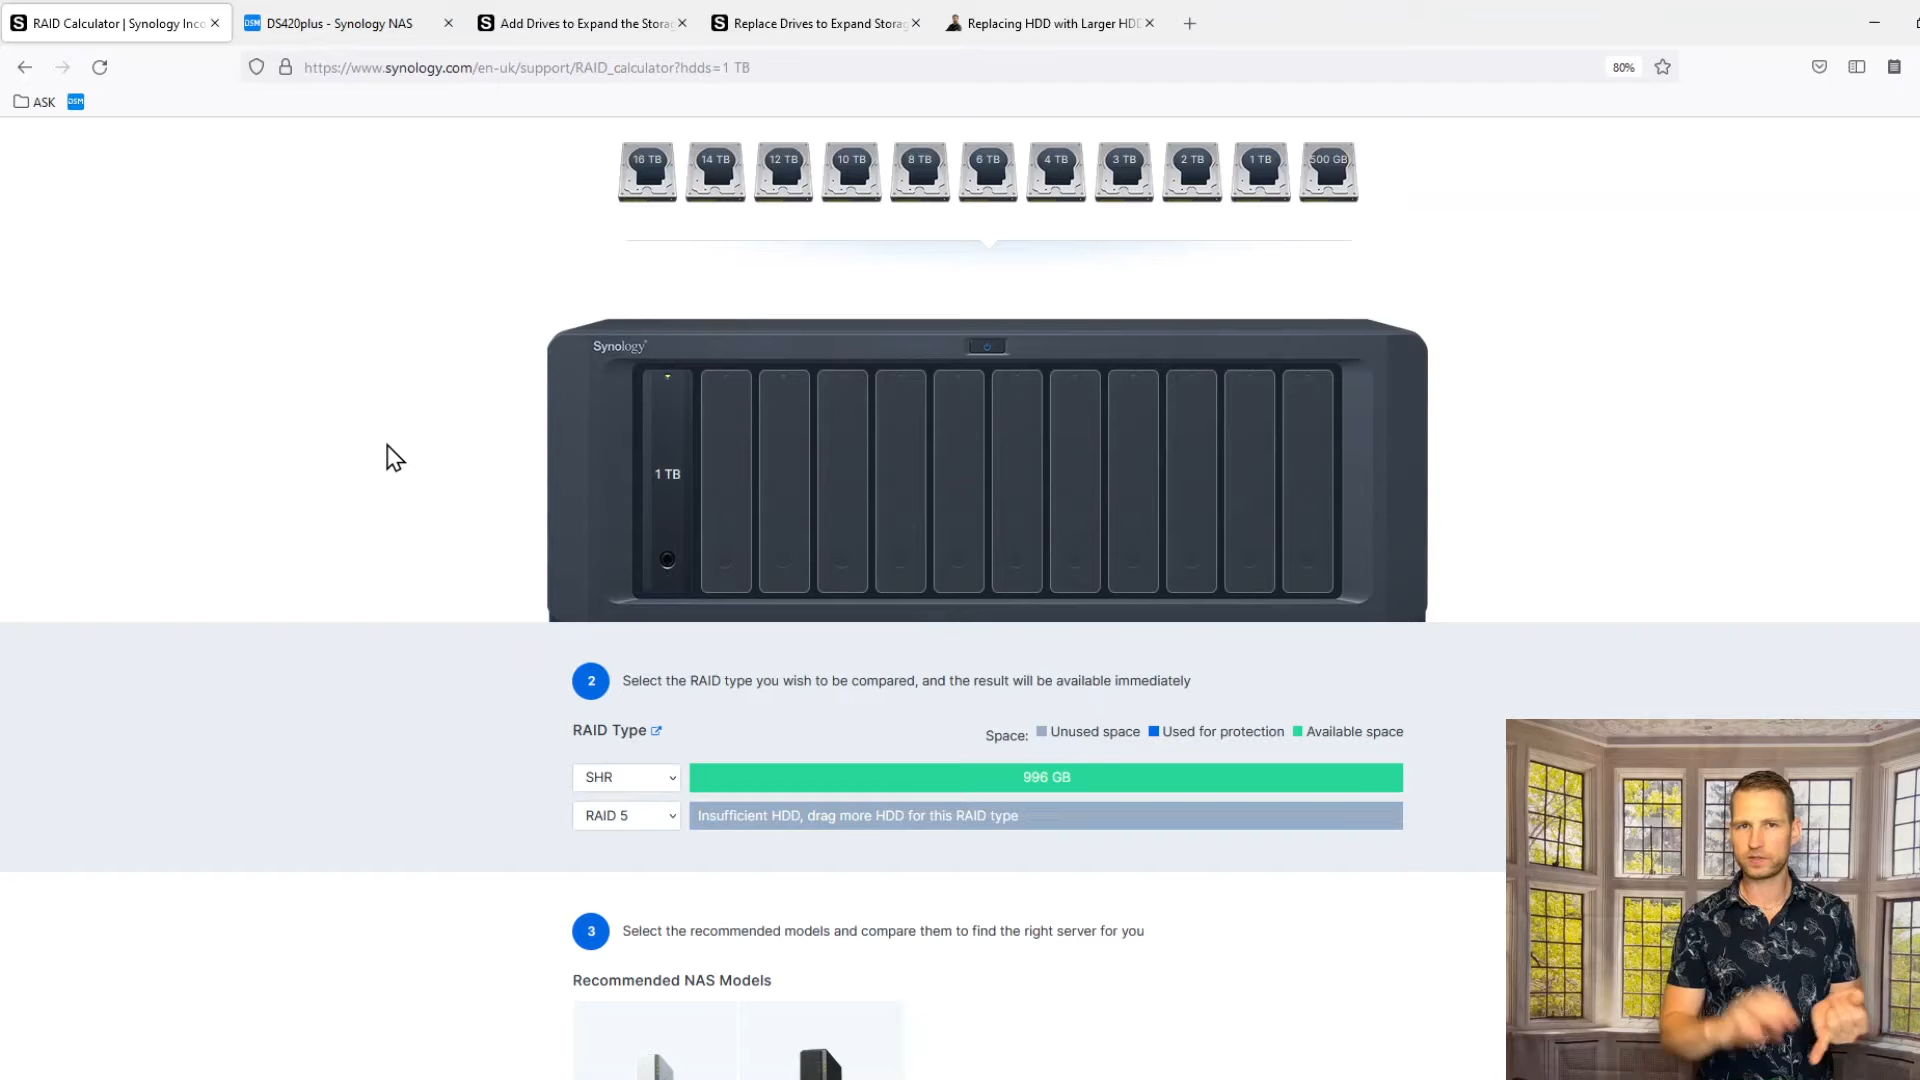 RAID Calculator | Synology Inco
DS420plus - Synology NAS
Add Drives to Expand the Storag
Replace Drives to Expand Storag
Replacing HDD with Larger HDD
https://www.synology.com/en-uk/support/RAID_calculator?hdds=1 TB
80%
ASK
DSM
16 TB
14 TB
12 TB
10 TB
8 TB
6 TB
4 TB
3 TB
2 TB
1 TB
500 GB
Synology
1 TB
2
Select the RAID type you wish to be compared, and the result will be available immediately
RAID Type
Space: Unused space Used for protection Available space
SHR
996 GB
RAID 5
Insufficient HDD, drag more HDD for this RAID type
3
Select the recommended models and compare them to find the right server for you
Recommended NAS Models